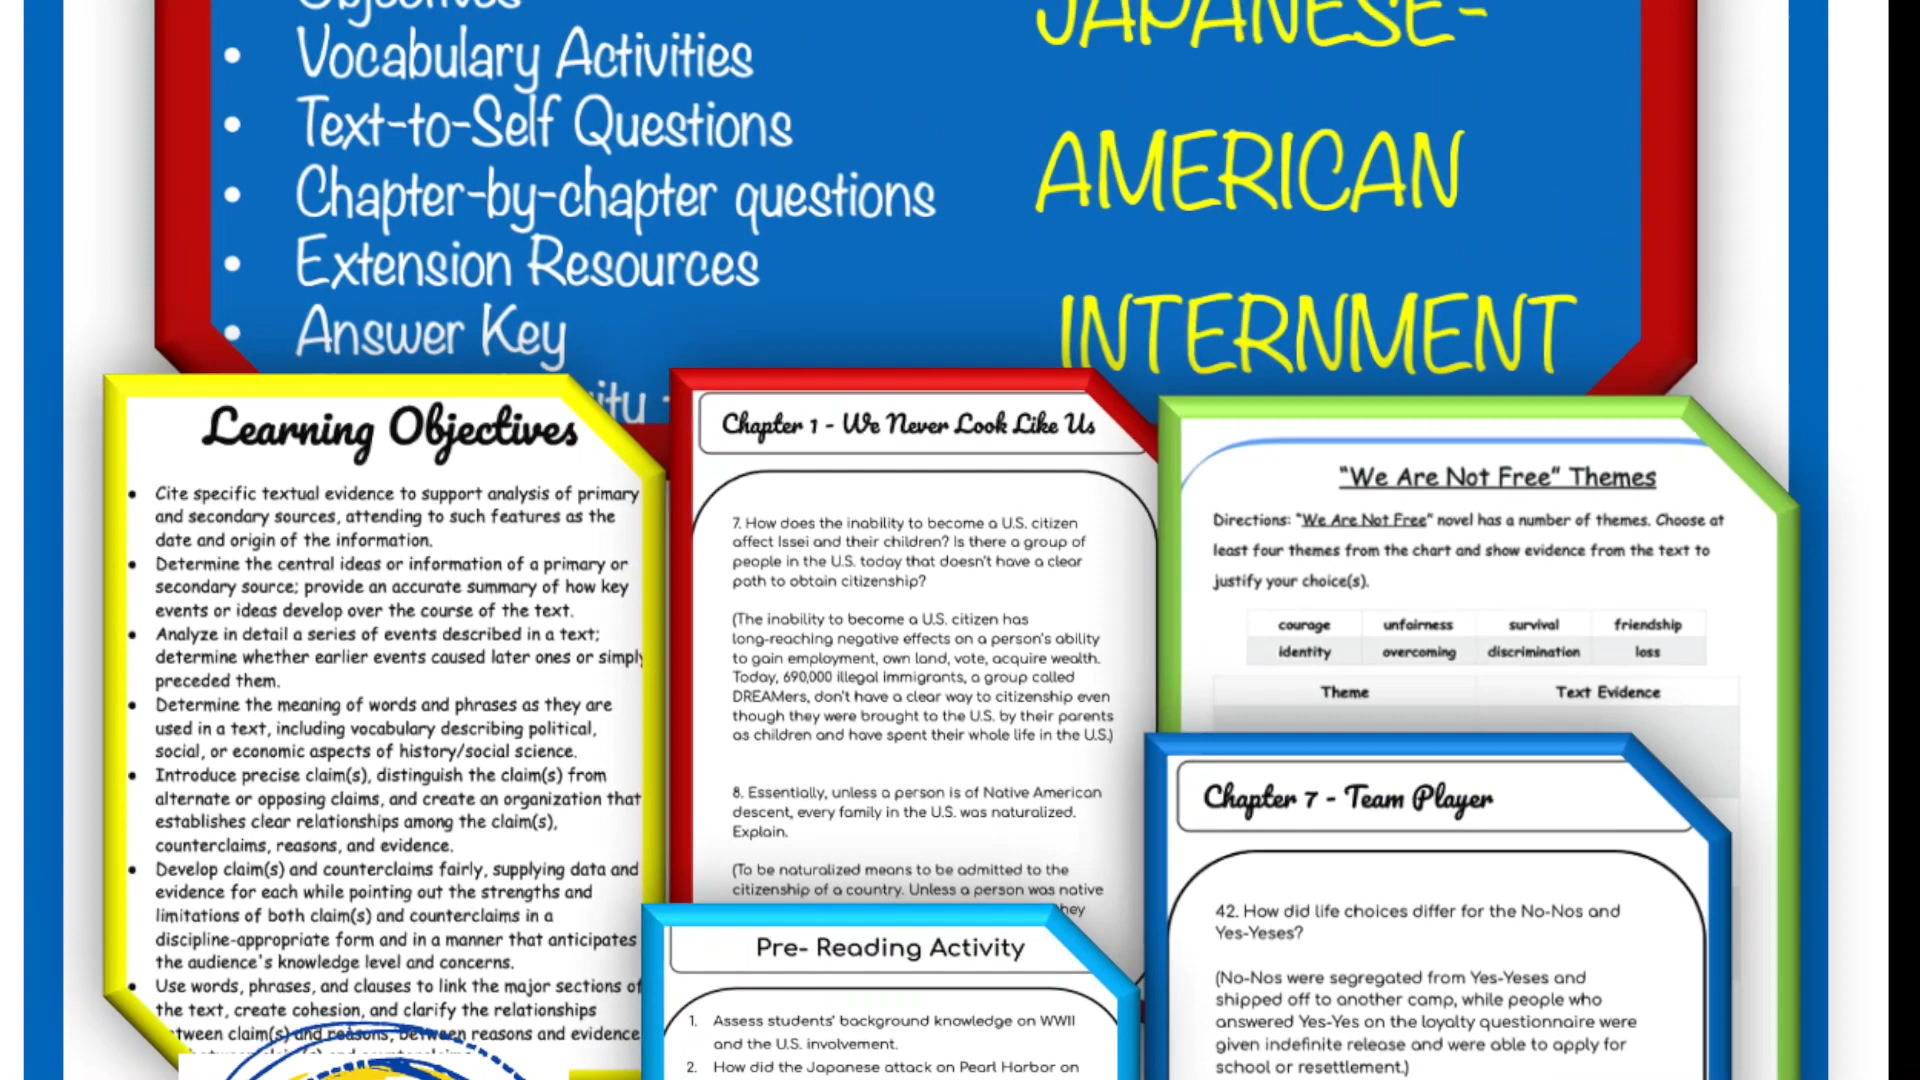 Objectives
Vocabulary Activities
Text-to-Self Questions
Chapter-by-chapter questions
Extension Resources
Answer Key
JAPANESE-
AMERICAN
INTERNMENT
Learning Objectives
Cite specific textual evidence to support analysis of primary
and secondary sources, attending to such features as the
date and origin of the information.
Determine the central ideas or information of a primary or
secondary source; provide an accurate summary of how key
events or ideas develop over the course of the text.
Analyze in detail a series of events described in a text;
determine whether earlier events caused later ones or simply
preceded them.
Determine the meaning of words and phrases as they are
used in a text, including vocabulary describing political,
social, or economic aspects of history/social science.
Introduce precise claim(s), distinguish the claim(s) from
alternate or opposing claims, and create an organization that
establishes clear relationships among the claim(s),
counterclaims, reasons, and evidence.
Develop claim(s) and counterclaims fairly, supplying data and
evidence for each while pointing out the strengths and
limitations of both claim(s) and counterclaims in a
discipline-appropriate form and in a manner that anticipates
the audience's knowledge level and concerns.
Use words, phrases, and clauses to link the major sections of
the text, create cohesion, and clarify the relationships
claim(s) and reasons, between reasons and evidence
Chapter 1 - We Never Look Like Us
7. How does the inability to become a U.S. citizen
affect Issei and their children? Is there a group of
people in the U.S. today that doesn't have a clear
path to obtain citizenship?
(The inability to become a U.S. citizen has
long-reaching negative effects on a person's ability
to gain employment, own land, vote, acquire wealth.
Today, 690,000 illegal immigrants, a group called
DREAMers, don't have a clear way to citizenship even
though they were brought to the U.S. by their parents
as children and have spent their whole life in the U.S.)
8. Essentially, unless a person is of Native American
descent, every family in the U.S. was naturalized.
Explain.
(To be naturalized means to be admitted to the
citizenship of a country. Unless a person was native
they
"We Are Not Free" Themes
Directions: "We Are Not Free" novel has a number of themes. Choose at
least four themes from the chart and show evidence from the text to
justify your choice(s).
courage unfairness survival friendship
identity overcoming discrimination loss
Theme Text Evidence
Chapter 7 - Team Player
42. How did life choices differ for the No-Nos and
Yes-Yeses?
(No-Nos were segregated from Yes-Yeses and
shipped off to another camp, while people who
answered Yes-Yes on the loyalty questionnaire were
given indefinite release and were able to apply for
school or resettlement.)
Pre- Reading Activity
1. Assess students' background knowledge on WWII
and the U.S. involvement.
2. How did the Japanese attack on Pearl Harbor on